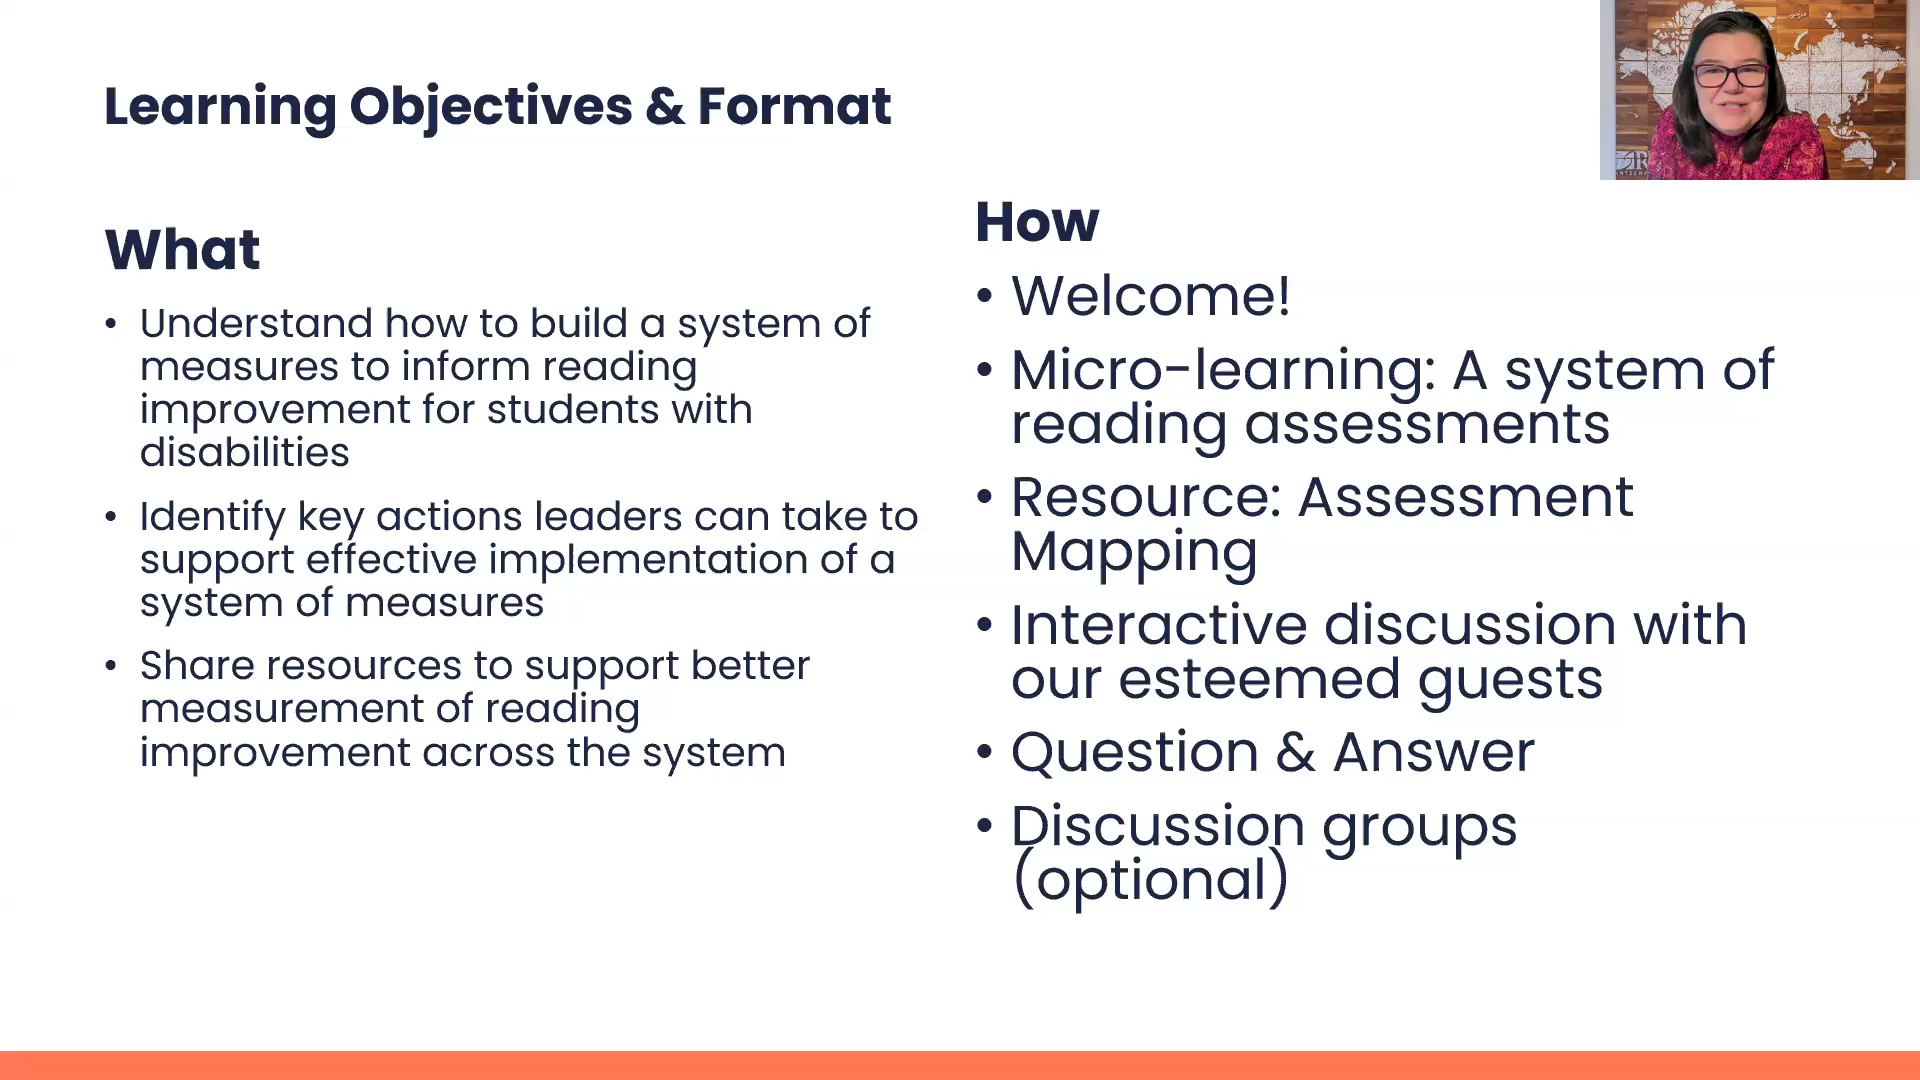 Learning Objectives & Format
What
• Understand how to build a system of
measures to inform reading
improvement for students with
disabilities
• Identify key actions leaders can take to
support effective implementation of a
system of measures
• Share resources to support better
measurement of reading
improvement across the system
How
• Welcome!
• Micro-learning: A system of
reading assessments
• Resource: Assessment
Mapping
• Interactive discussion with
our esteemed guests
• Question & Answer
• Discussion groups
(optional)